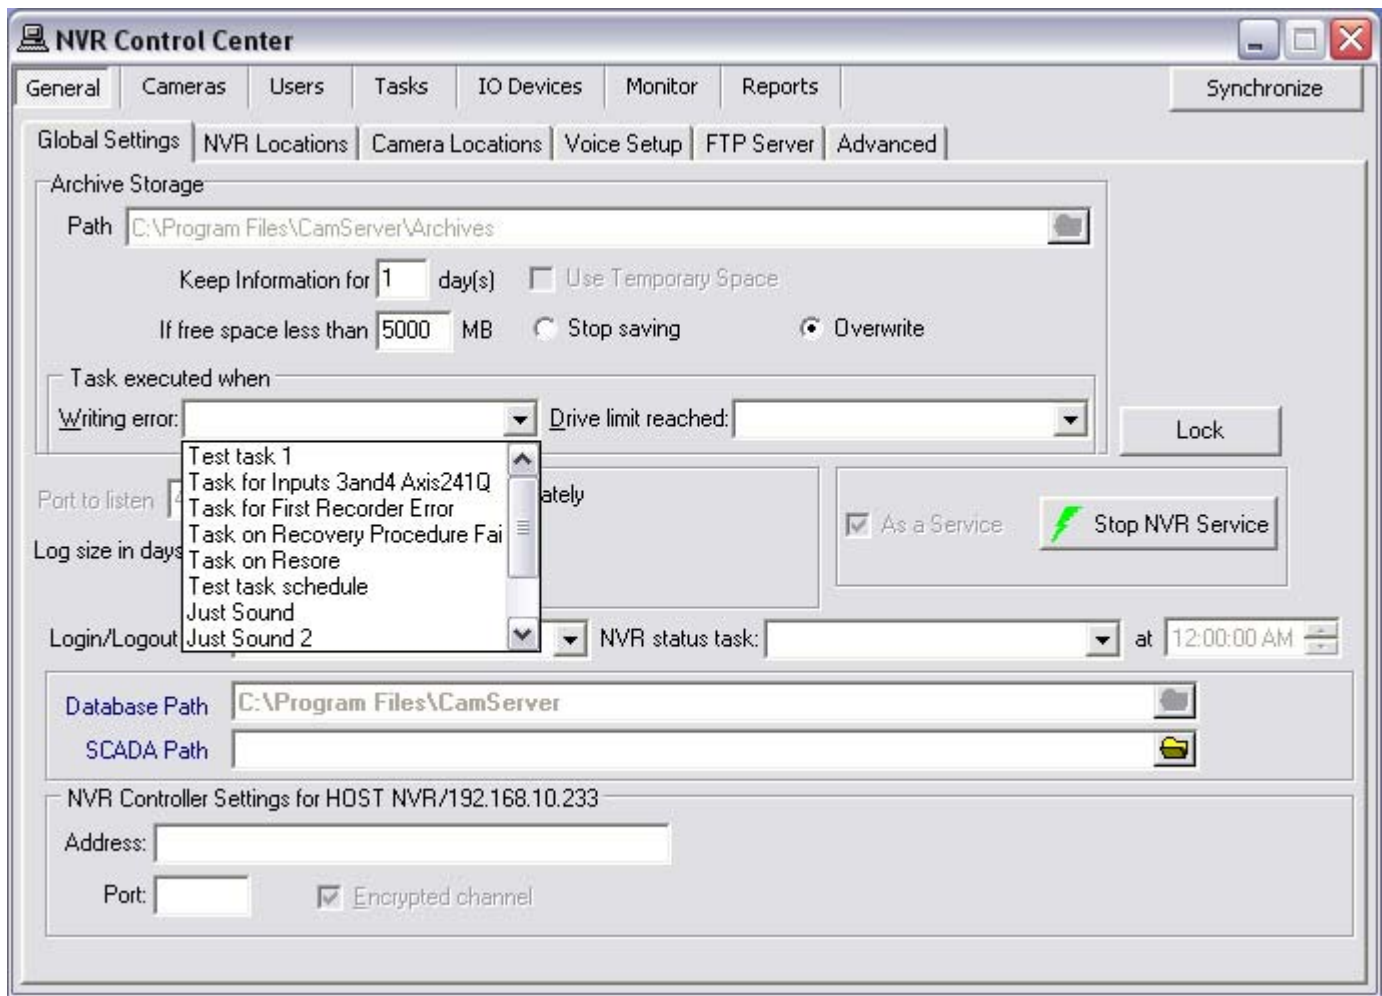 NVR Control Center
General Cameras Users Tasks IO Devices Monitor Reports Synchronize
Global Settings NVR Locations Camera Locations Voice Setup FTP Server Advanced
Archive Storage
Path C:\Program Files\CamServer\Archives
Keep Information for 1 day(s) Use Temporary Space
If free space less than 5000 MB Stop saving Overwrite
Task executed when
Writing error: Drive limit reached:
Lock
Test task 1
Task for Inputs 3and4 Axis241Q
Task for First Recorder Error
Task on Recovery Procedure Fai
Task on Resore
Test task schedule
Just Sound
Just Sound 2
Port to listen ately
As a Service Stop NVR Service
Log size in days
Login/Logout NVR status task: at 12:00:00 AM
Database Path C:\Program Files\CamServer
SCADA Path
NVR Controller Settings for HOST NVR/192.168.10.233
Address:
Port: Encrypted channel